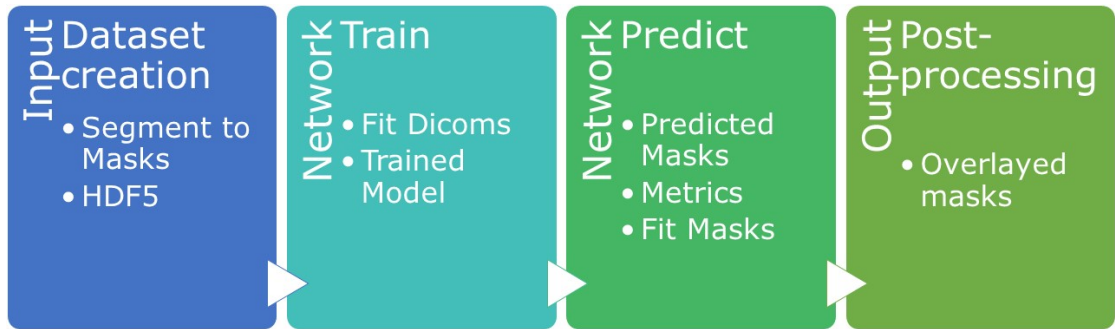 Input
Dataset
creation
• Segment to
Masks
• HDF5
Network
Train
• Fit Dicoms
• Trained
Model
Network
Predict
• Predicted
Masks
• Metrics
• Fit Masks
Output
Post-
processing
• Overlayed
masks